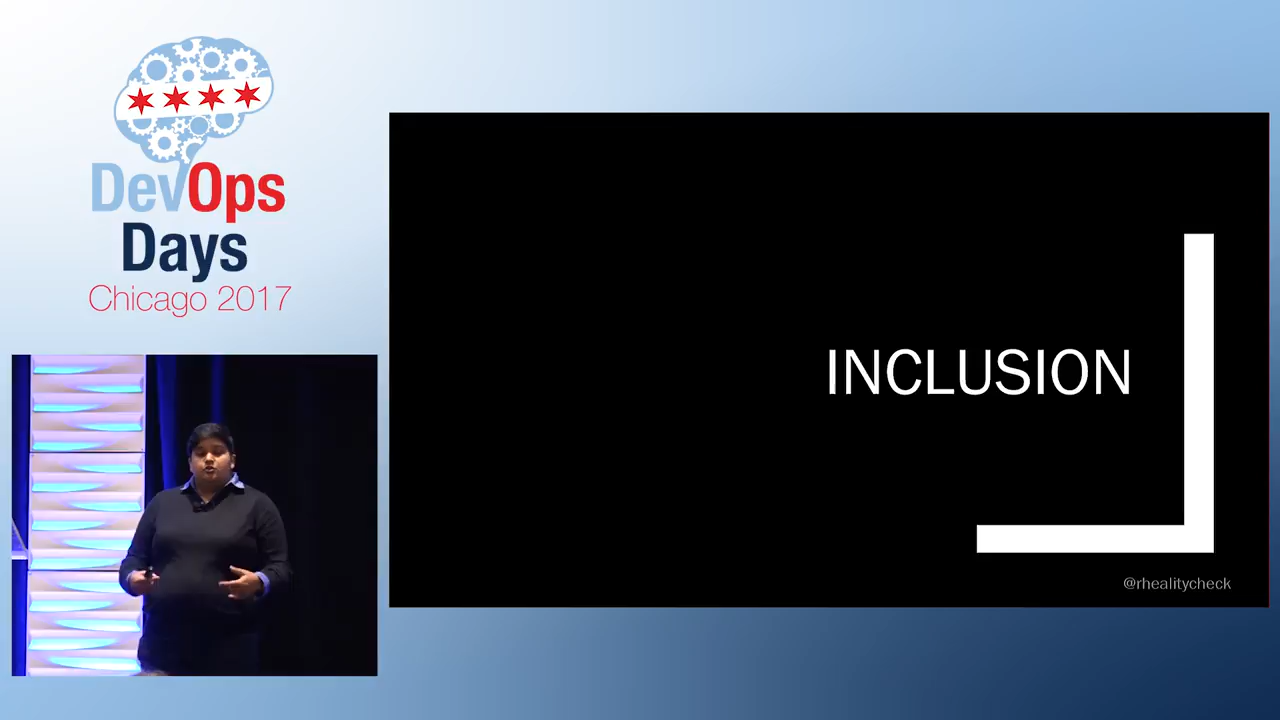 DevOps
Days
Chicago 2017
INCLUSION
@rhealitycheck